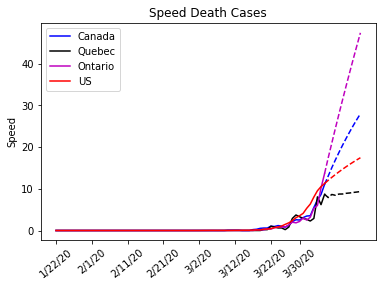 Speed Death Cases
Canada
Quebec
Ontario
US
Speed
40
30
20
10
0
1/22/20
2/1/20
2/11/20
2/21/20
3/2/20
3/12/20
3/22/20
3/30/20